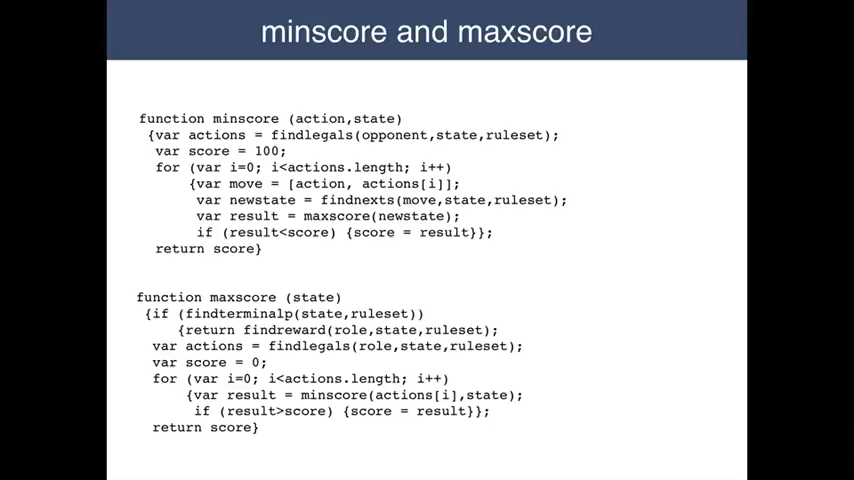 minscore and maxscore
function minscore (action,state)
{var actions = findlegals(opponent,state,ruleset);
var score = 100;
for (var i=0; i<actions.length; i++)
{var move = [action, actions[i]];
var newstate = findnexts(move,state,ruleset);
var result = maxscore(newstate);
if (result<score) {score = result}};
return score}
function maxscore (state)
{if (findterminalp(state,ruleset))
{return findreward(role,state,ruleset);
var actions = findlegals(role,state,ruleset);
var score = 0;
for (var i=0; i<actions.length; i++)
{var result = minscore(actions[i],state);
if (result>score) {score = result}};
return score}